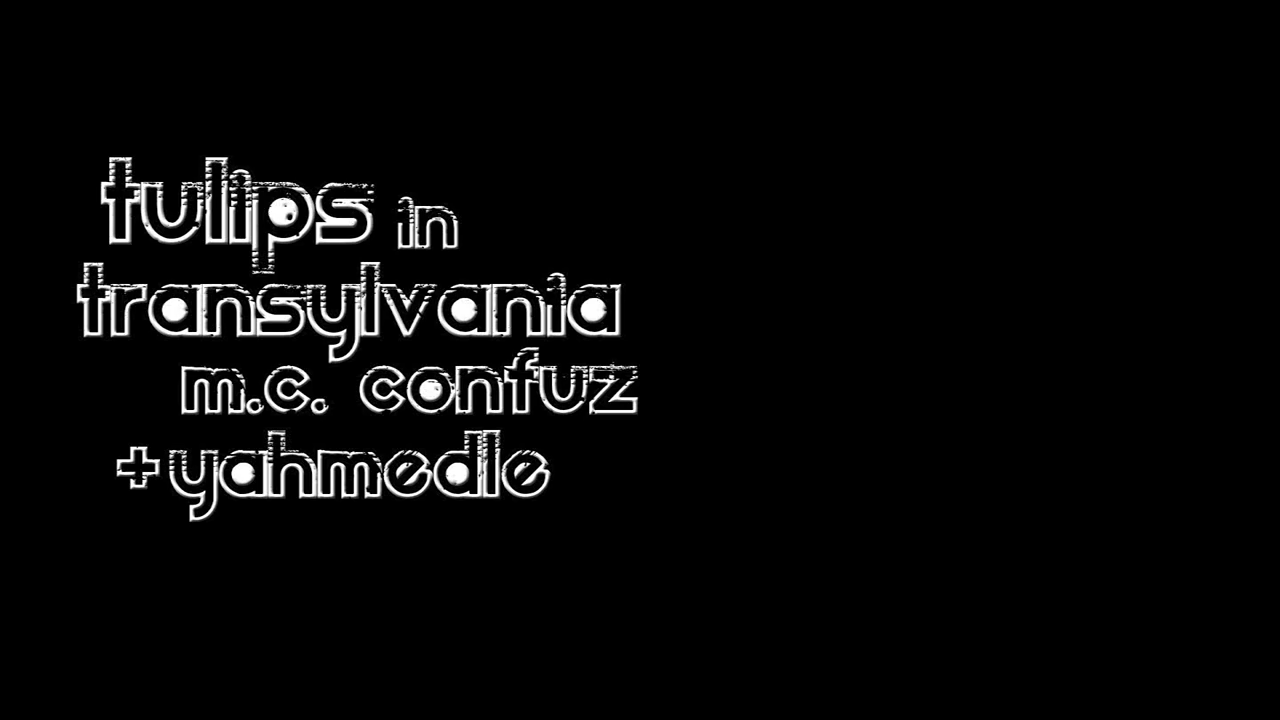 tulips in
transylvania
m.c. confuz
+yahmedle